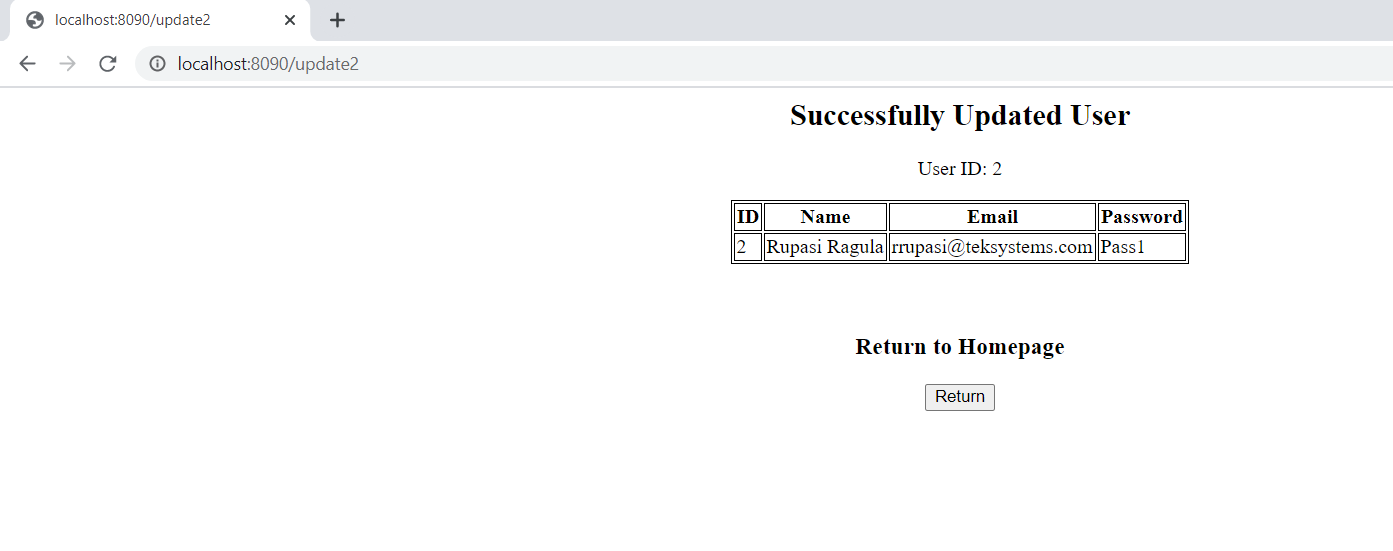 localhost:8090/update2
localhost:8090/update2
Successfully Updated User
User ID: 2
ID Name Email Password
2 Rupasi Ragula rrupasi@teksystems.com Pass1
Return to Homepage
Return